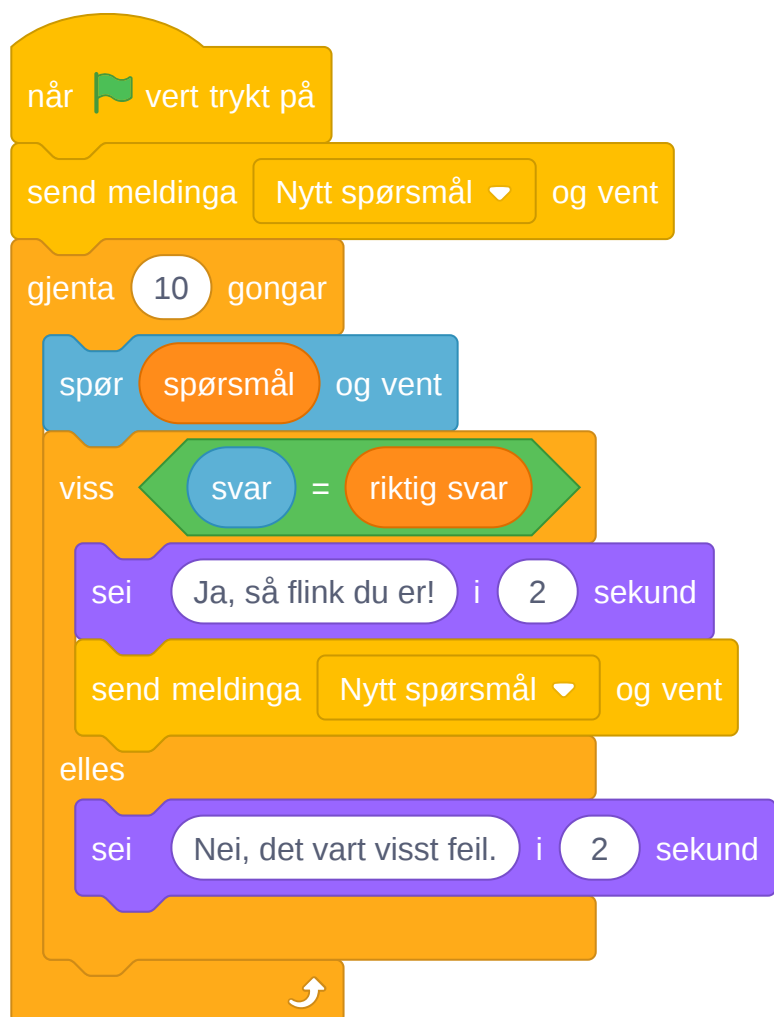 når vert trykt på
send meldinga Nytt spørsmål og vent
gjenta 10 gongar
spør spørsmål og vent
viss svar = riktig svar
sei Ja, så flink du er! i 2 sekund
send meldinga Nytt spørsmål og vent
elles
sei Nei, det vart visst feil. i 2 sekund